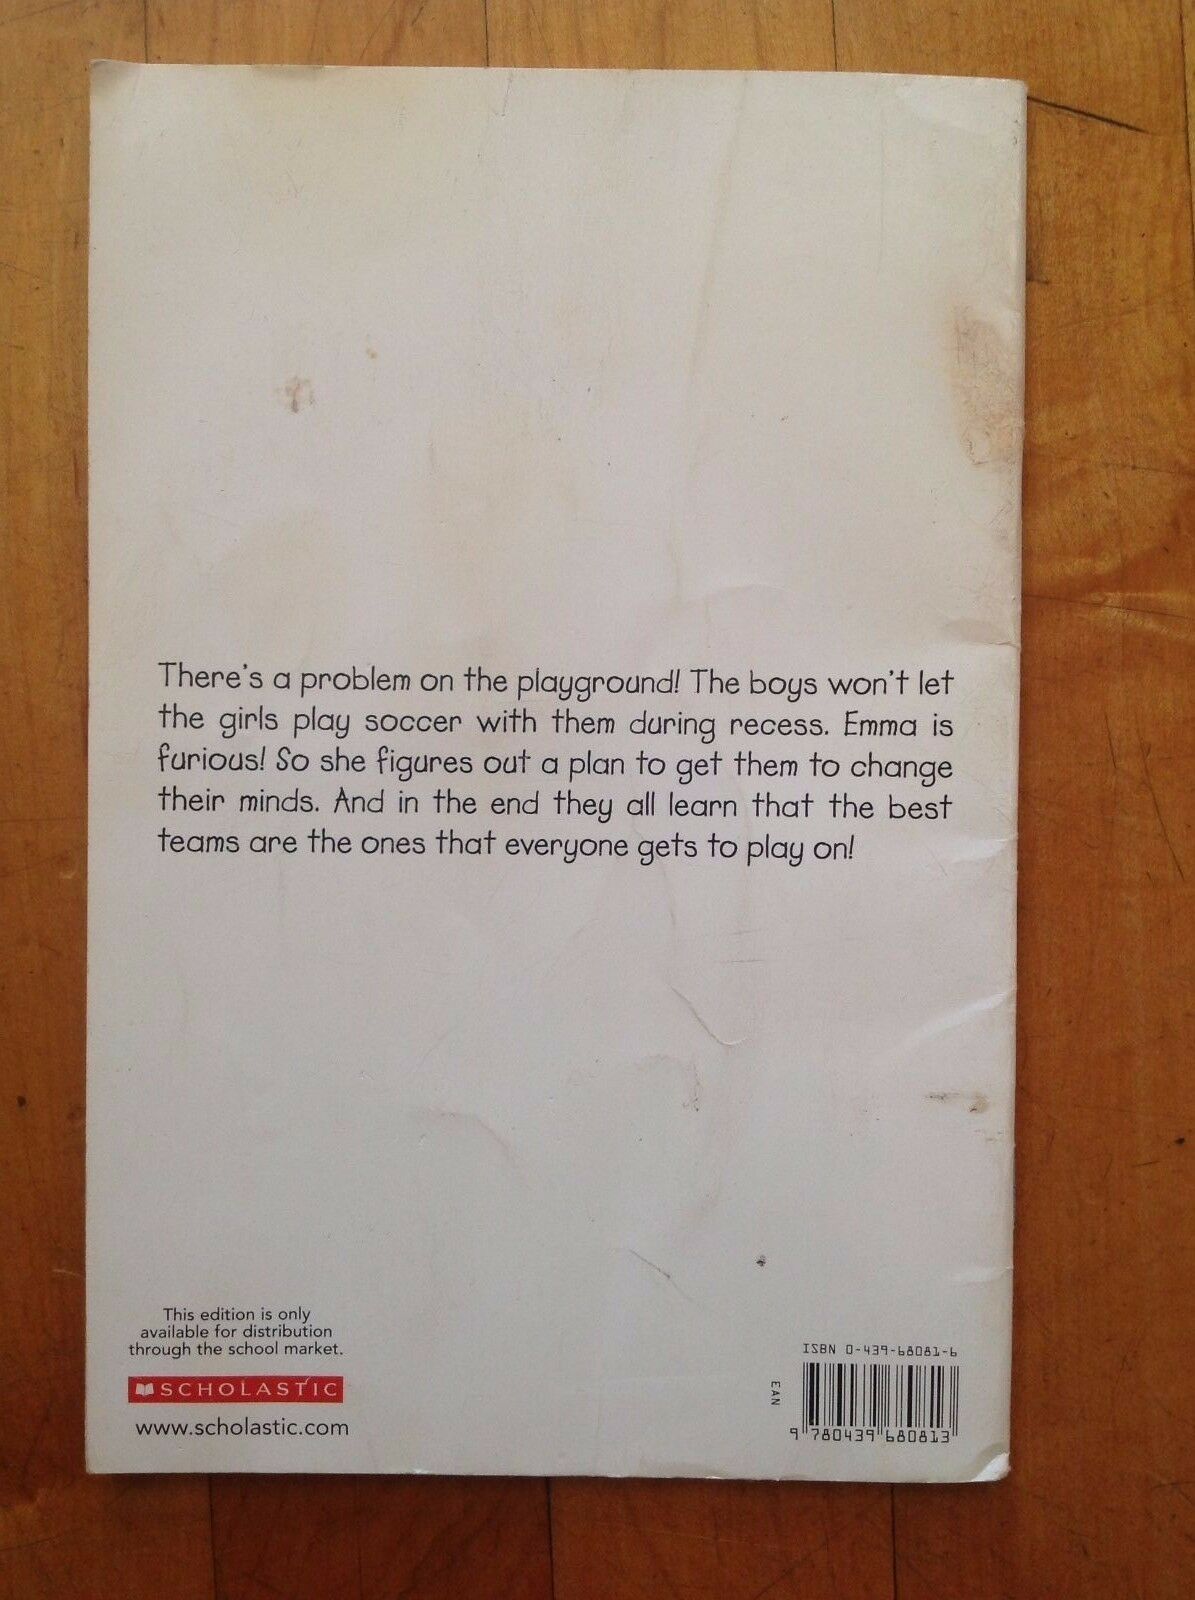 There's a problem on the playground! The boys won't let
the girls play soccer with them during recess. Emma is
furious! So she figures out a plan to get them to change
their minds. And in the end they all learn that the best
teams are the ones that everyone gets to play on!
This edition is only
available for distribution
through the school market.
SCHOLASTIC
www.scholastic.com
ISBN 0-439-68081-6
EAN
9 780439 680813